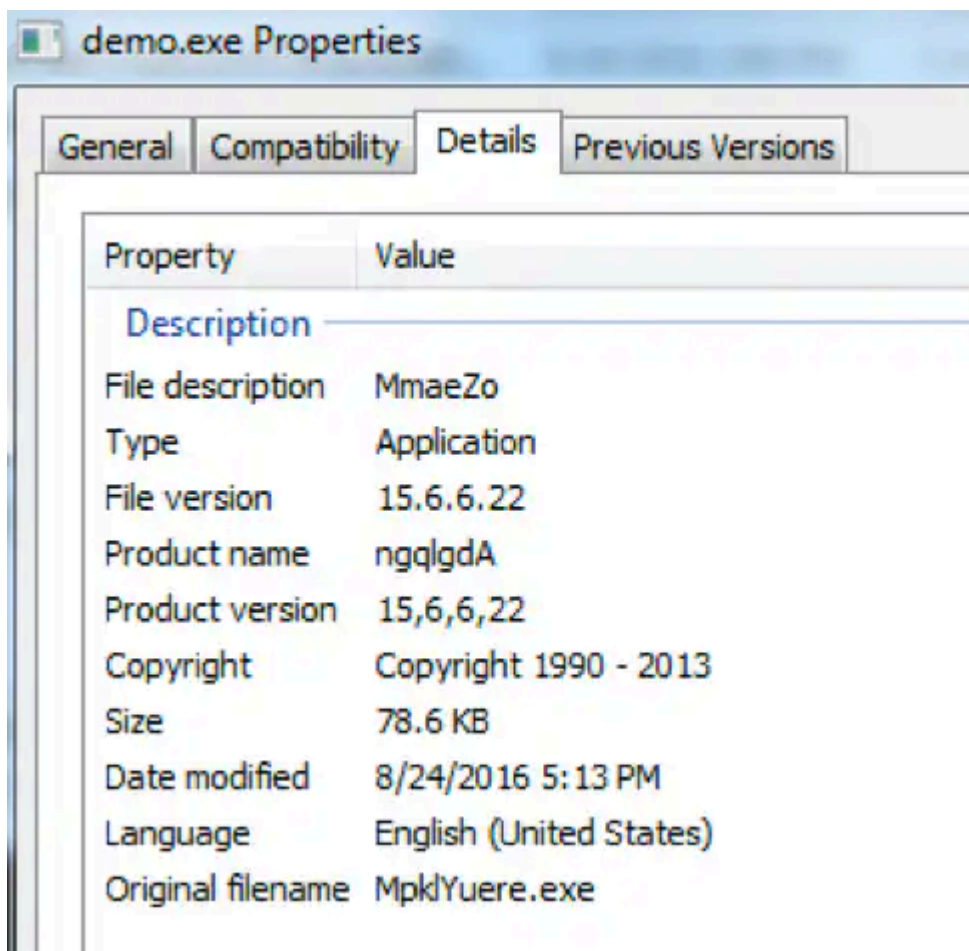 demo.exe Properties
General Compatibility Details Previous Versions
Property Value
Description
File description MmaeZo
Type Application
File version 15.6.6.22
Product name ngqlgdA
Product version 15,6,6,22
Copyright Copyright 1990 - 2013
Size 78.6 KB
Date modified 8/24/2016 5:13 PM
Language English (United States)
Original filename MpklYuere.exe